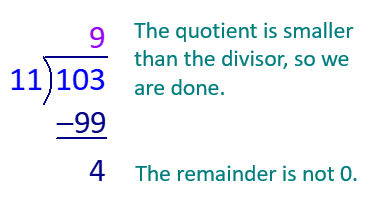 9
The quotient is smaller
than the divisor, so we
are done.
11)103
–99
4
The remainder is not 0.